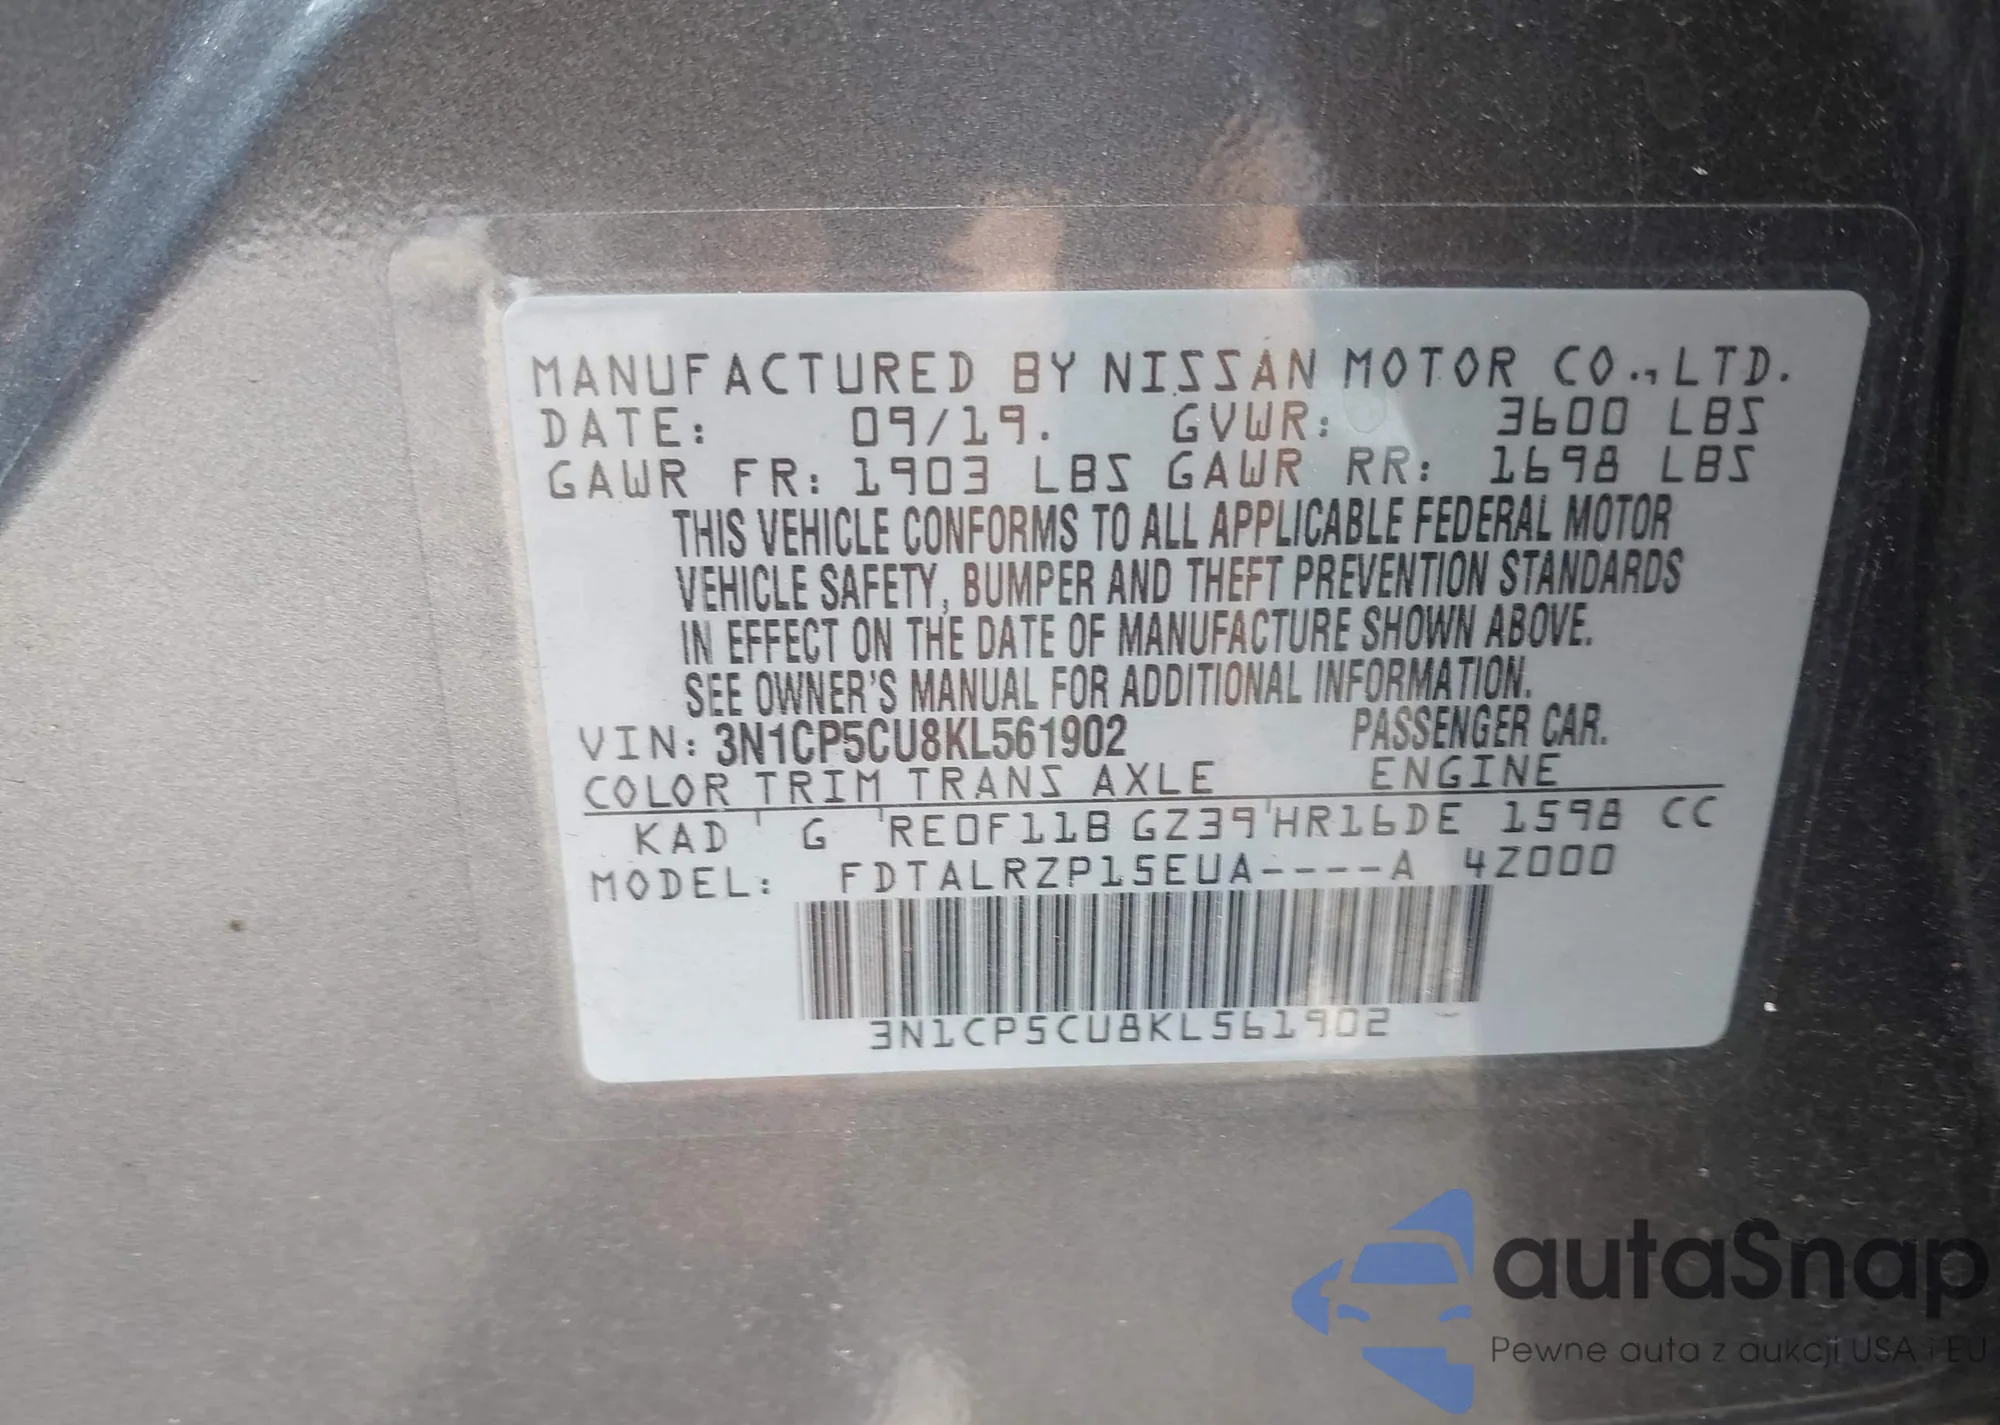 MANUFACTURED BY NISSAN MOTOR CO.,LTD.
DATE: 09/19. GVWR: 3600 LBS
GAWR FR: 1903 LBS GAWR RR: 1698 LBS
THIS VEHICLE CONFORMS TO ALL APPLICABLE FEDERAL MOTOR
VEHICLE SAFETY, BUMPER AND THEFT PREVENTION STANDARDS
IN EFFECT ON THE DATE OF MANUFACTURE SHOWN ABOVE.
SEE OWNER'S MANUAL FOR ADDITIONAL INFORMATION.
VIN: 3N1CP5CU8KL561902 PASSENGER CAR.
COLOR TRIM TRANS AXLE ENGINE
KAD G RE0F11B GZ39 HR16DE 1598 CC
MODEL: FDTALRZP15EUA----A 4Z000
3N1CP5CU8KL561902
autaSnap
Pewne auta z aukcji USA i EU